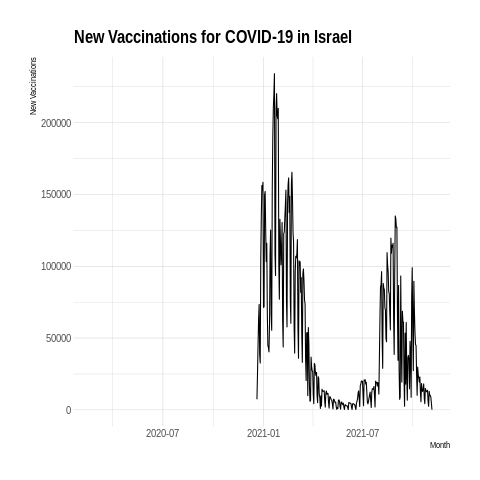 New Vaccinations for COVID-19 in Israel
New Vaccinations
200000
150000
100000
50000
0
2020-07
2021-01
2021-07
Month